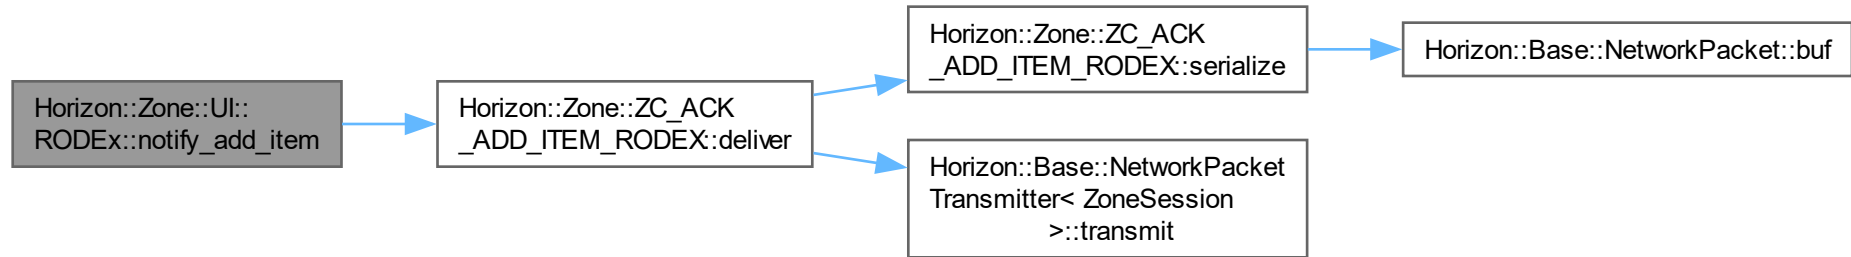 Horizon::Zone::UI::
RODEx::notify_add_item
Horizon::Zone::ZC_ACK
_ADD_ITEM_RODEX::deliver
Horizon::Zone::ZC_ACK
_ADD_ITEM_RODEX::serialize
Horizon::Base::NetworkPacket::buf
Horizon::Base::NetworkPacket
Transmitter< ZoneSession
>::transmit